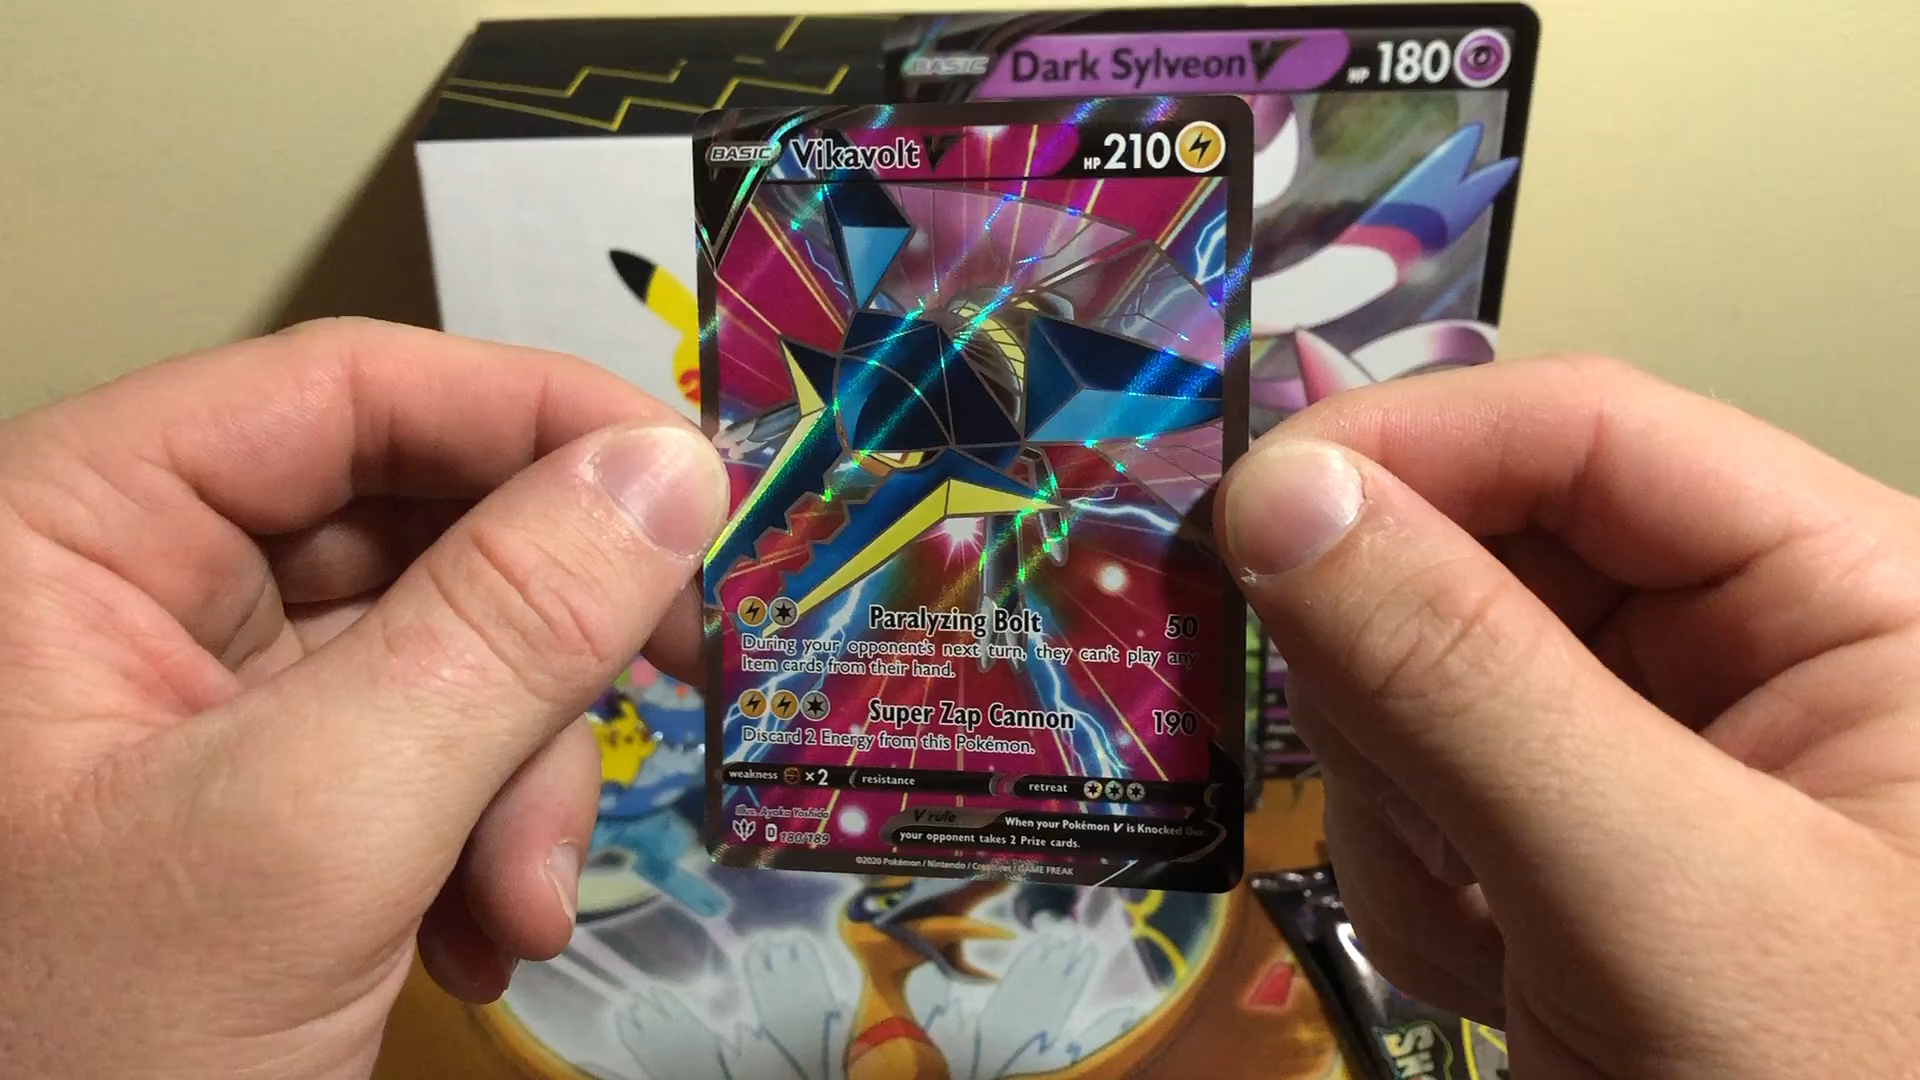 BASIC Dark Sylveon V HP 180
BASIC Vikavolt V HP 210
Paralyzing Bolt 50
During your opponent's next turn, they can't play any
Item cards from their hand.
Super Zap Cannon 190
Discard 2 Energy from this Pokémon.
weakness ×2 resistance retreat
Illus. Ayaka Yoshida
D 180/189
V rule When your Pokémon V is Knocked Out,
your opponent takes 2 Prize cards.
©2020 Pokémon / Nintendo / Creatures / GAME FREAK